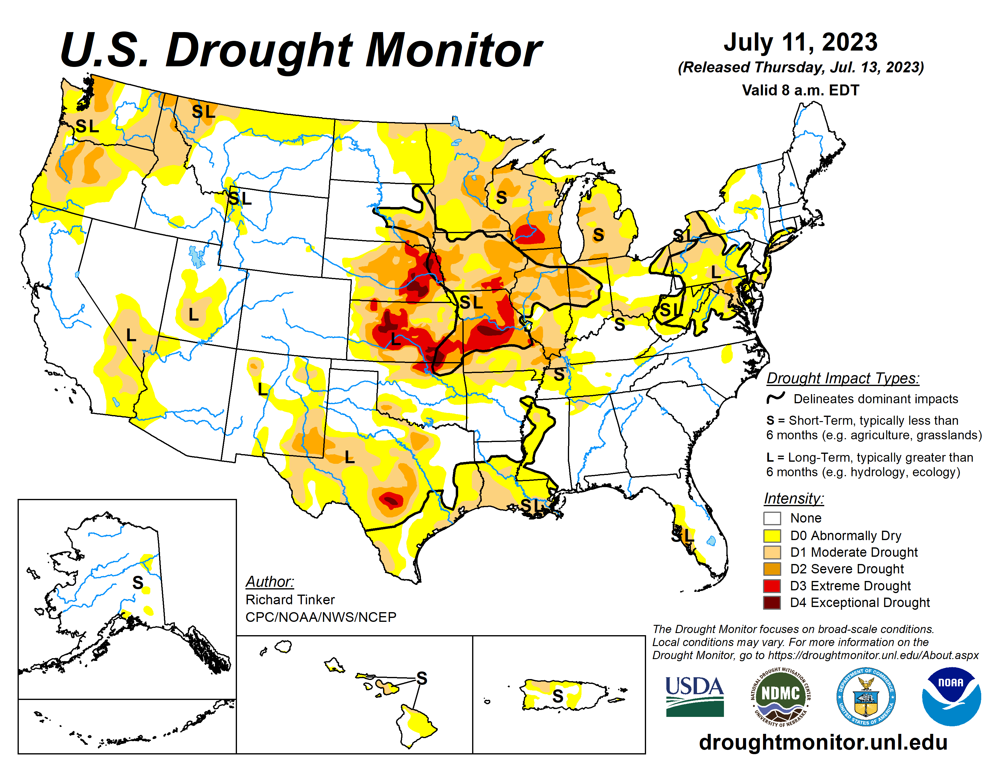 U.S. Drought Monitor
July 11, 2023
(Released Thursday, Jul. 13, 2023)
Valid 8 a.m. EDT
SL
SL
SL
S
S
SL
L
SL
SL
S
L
L
L
S
L
L
SL
SL
S
S
S
Drought Impact Types:
Delineates dominant impacts
S = Short-Term, typically less than
6 months (e.g. agriculture, grasslands)
L = Long-Term, typically greater than
6 months (e.g. hydrology, ecology)
Intensity:
None
D0 Abnormally Dry
D1 Moderate Drought
D2 Severe Drought
D3 Extreme Drought
D4 Exceptional Drought
Author:
Richard Tinker
CPC/NOAA/NWS/NCEP
The Drought Monitor focuses on broad-scale conditions.
Local conditions may vary. For more information on the
Drought Monitor, go to https://droughtmonitor.unl.edu/About.aspx
USDA
NATIONAL DROUGHT MITIGATION CENTER
NDMC
UNIVERSITY OF NEBRASKA
DEPARTMENT OF COMMERCE
UNITED STATES OF AMERICA
NOAA
droughtmonitor.unl.edu